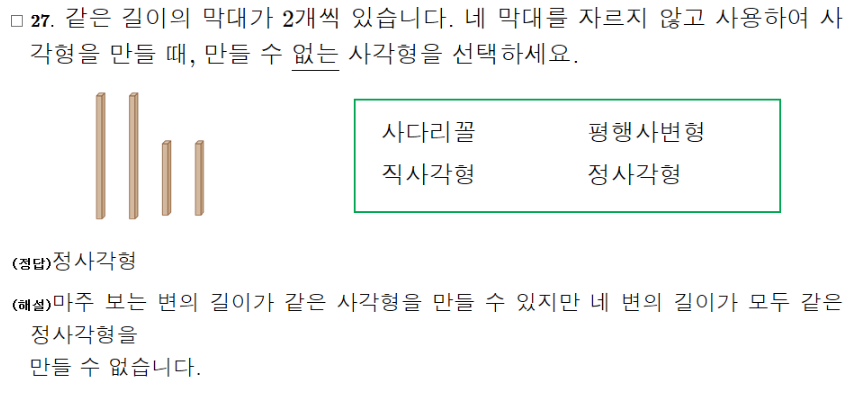 □ 27. 같은 길이의 막대가 2개씩 있습니다. 네 막대를 자르지 않고 사용하여 사
각형을 만들 때, 만들 수 없는 사각형을 선택하세요.
사다리꼴 평행사변형
직사각형 정사각형
(정답)정사각형
(해설)마주 보는 변의 길이가 같은 사각형을 만들 수 있지만 네 변의 길이가 모두 같은
정사각형을
만들 수 없습니다.